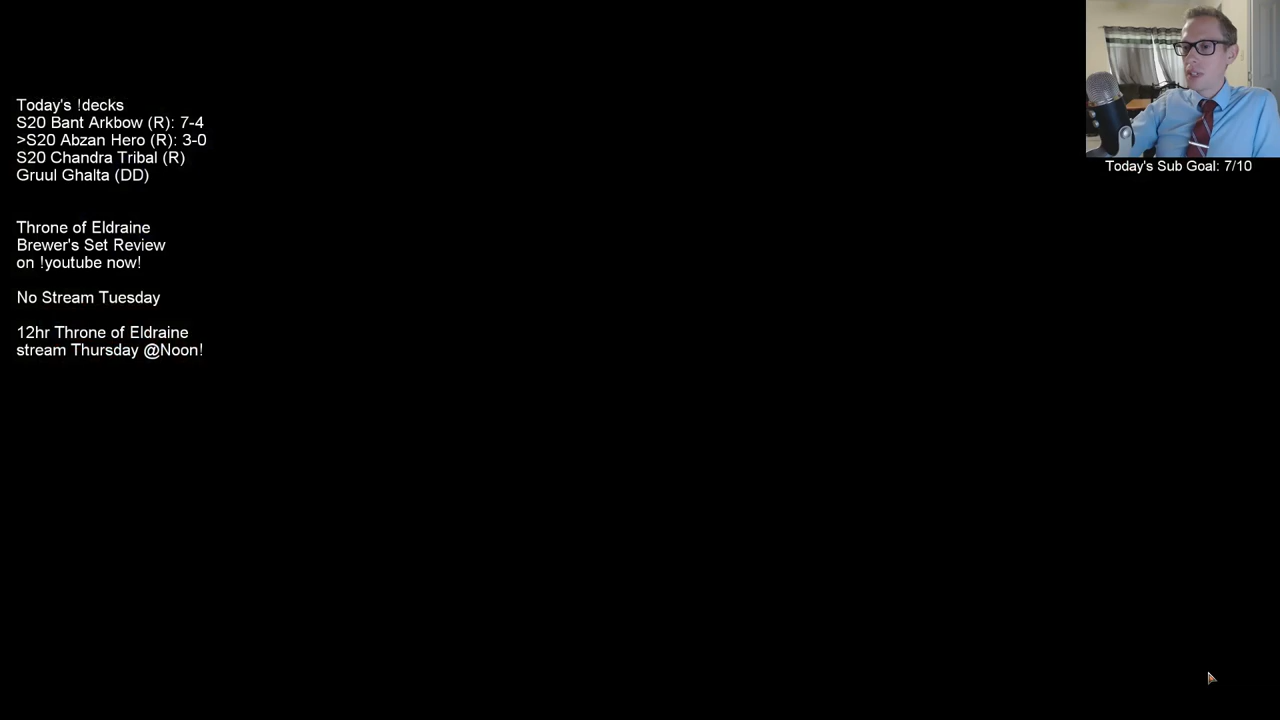 Today's !decks
S20 Bant Arkbow (R): 7-4
>S20 Abzan Hero (R): 3-0
S20 Chandra Tribal (R)
Gruul Ghalta (DD)
Throne of Eldraine
Brewer's Set Review
on !youtube now!
No Stream Tuesday
12hr Throne of Eldraine
stream Thursday @Noon!
Today's Sub Goal: 7/10